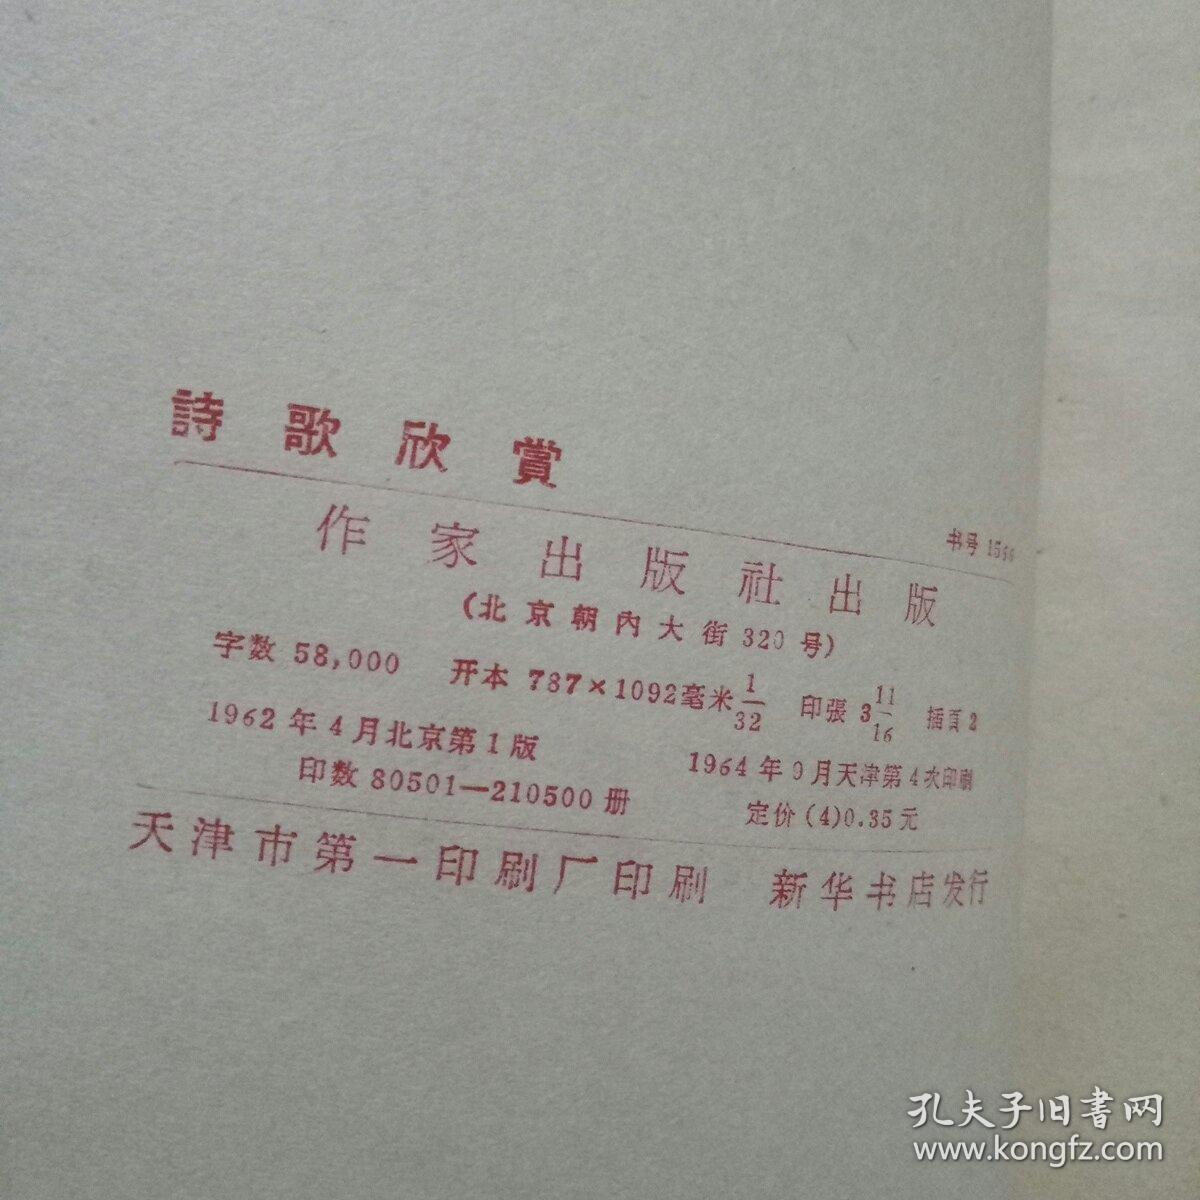 詩歌欣賞
书号 15
作家出版社出版
(北京朝內大街320号)
字数 58,000 开本 787×1092毫米 1/32 印張 3 11/16 插頁2
1962年4月北京第1版 1964年9月天津第4次印刷
印数 80501—210500册 定价(4)0.35元
天津市第一印刷厂印刷 新华书店发行
孔夫子旧書网
www.kongfz.com